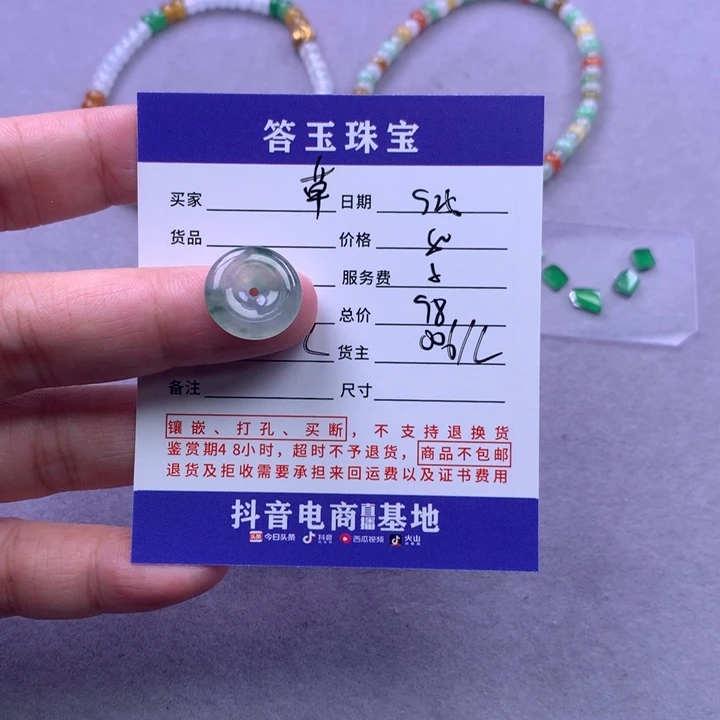 答玉珠宝
买家 草 日期
货品 价格
服务费
总价 98
货主
备注 尺寸
镶嵌、打孔、买断，不支持退换货
鉴赏期48小时，超时不予退货，商品不包邮
退货及拒收需要承担来回运费以及证书费用
抖音电商直播基地
头条 今日头条 抖音 西瓜视频 火山